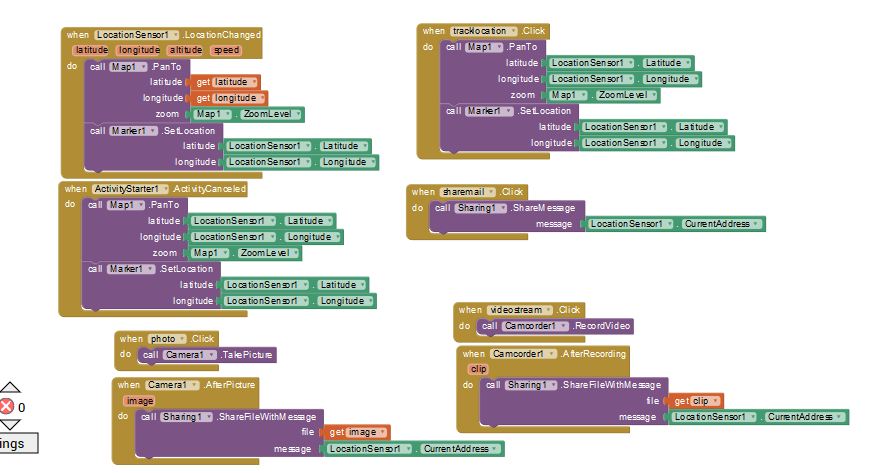 when LocationSensor1 .LocationChanged
latitude longitude altitude speed
do call Map1 .PanTo
latitude get latitude
longitude get longitude
zoom Map1 . ZoomLevel
call Marker1 .SetLocation
latitude LocationSensor1 . Latitude
longitude LocationSensor1 . Longitude
when ActivityStarter1 .ActivityCanceled
do call Map1 .PanTo
latitude LocationSensor1 . Latitude
longitude LocationSensor1 . Longitude
zoom Map1 . ZoomLevel
call Marker1 .SetLocation
latitude LocationSensor1 . Latitude
longitude LocationSensor1 . Longitude
when photo .Click
do call Camera1 .TakePicture
when Camera1 .AfterPicture
image
do call Sharing1 .ShareFileWithMessage
file get image
message LocationSensor1 . CurrentAddress
when tracklocation .Click
do call Map1 .PanTo
latitude LocationSensor1 . Latitude
longitude LocationSensor1 . Longitude
zoom Map1 . ZoomLevel
call Marker1 .SetLocation
latitude LocationSensor1 . Latitude
longitude LocationSensor1 . Longitude
when sharemail .Click
do call Sharing1 .ShareMessage
message LocationSensor1 . CurrentAddress
when videostream .Click
do call Camcorder1 .RecordVideo
when Camcorder1 .AfterRecording
clip
do call Sharing1 .ShareFileWithMessage
file get clip
message LocationSensor1 . CurrentAddress
0
ings